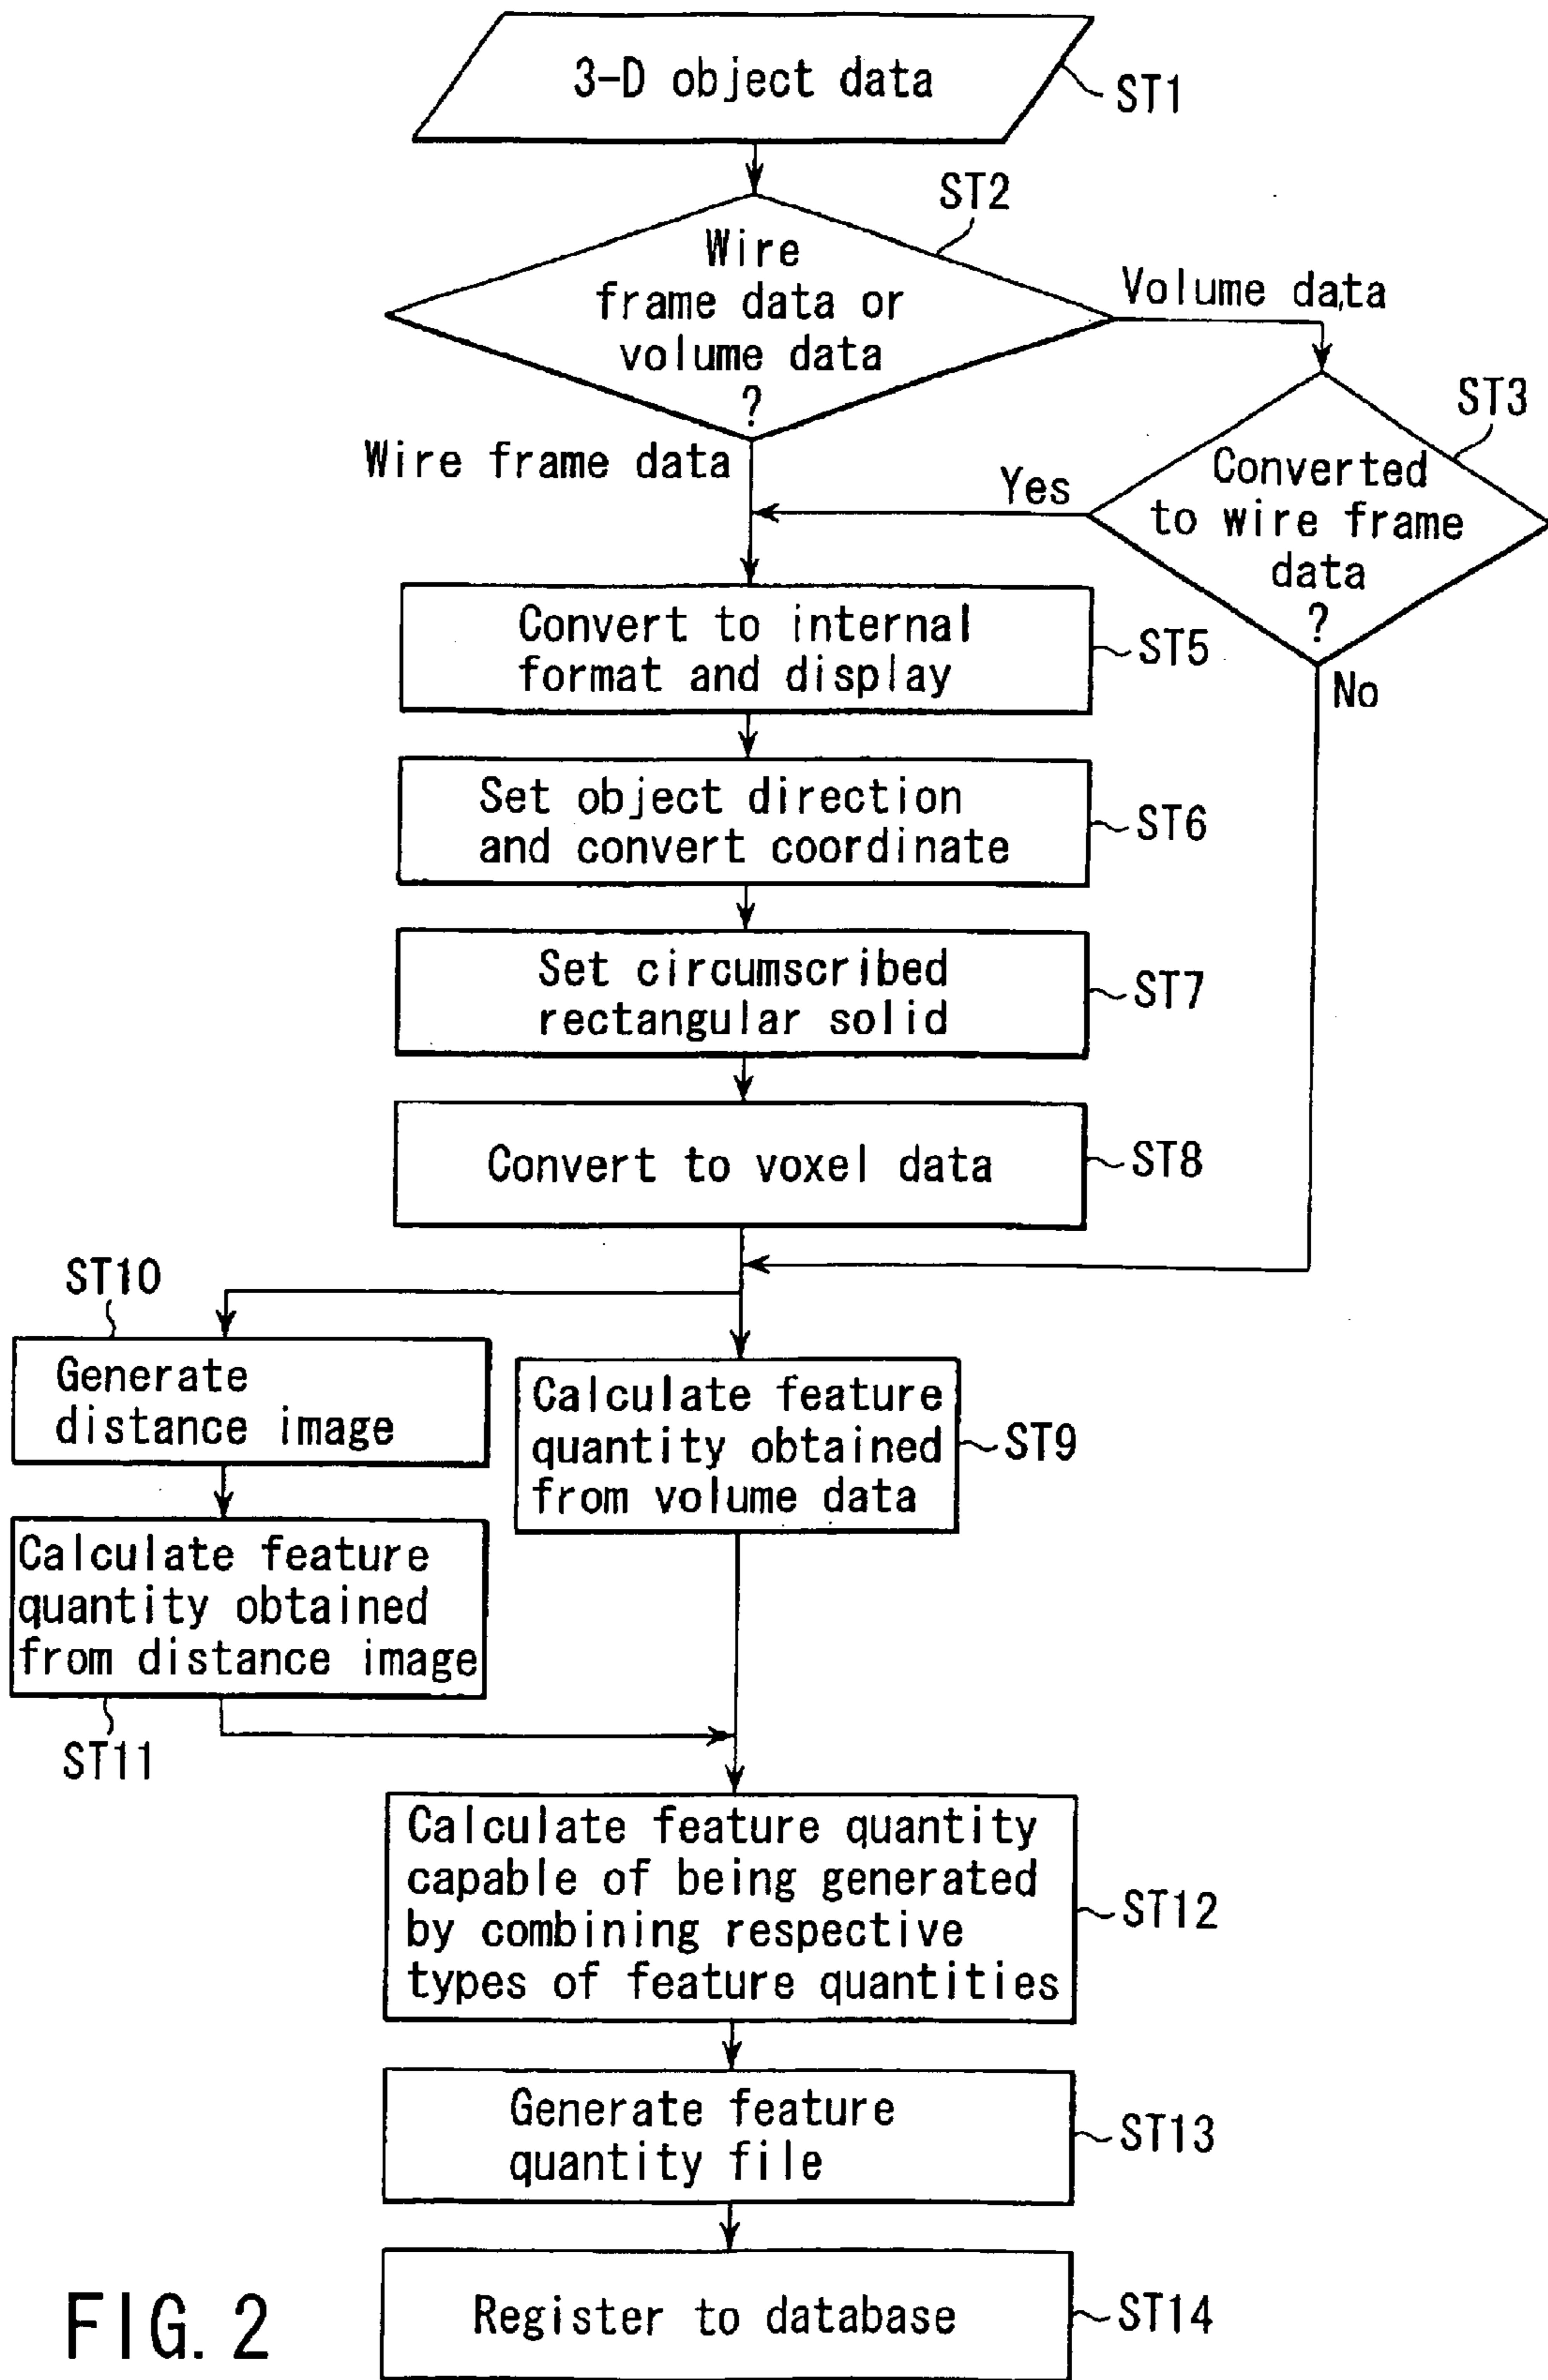 3-D object data
ST1
ST2
Wire
frame data or
volume data
?
Volume data
Wire frame data
ST3
Converted
to wire frame
data
?
Yes
No
Convert to internal
format and display
ST5
Set object direction
and convert coordinate
ST6
Set circumscribed
rectangular solid
ST7
Convert to voxel data
ST8
ST10
Generate
distance image
Calculate feature
quantity obtained
from volume data
ST9
Calculate feature
quantity obtained
from distance image
ST11
Calculate feature quantity
capable of being generated
by combining respective
types of feature quantities
ST12
Generate feature
quantity file
ST13
Register to database
ST14
FIG. 2